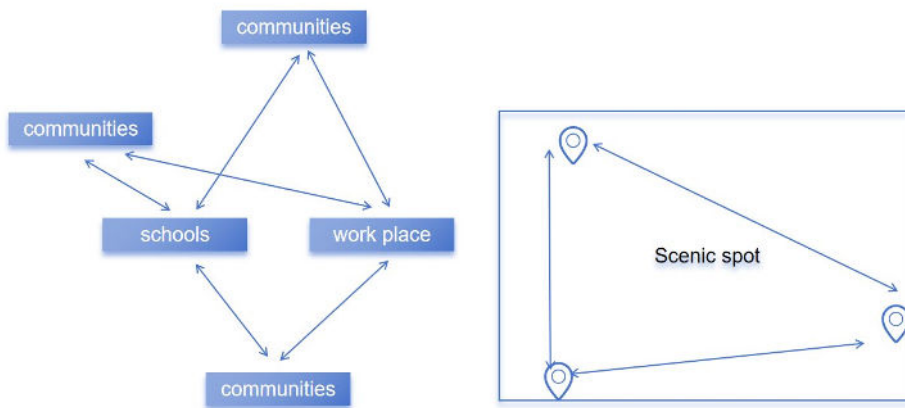 communities
communities
schools
work place
communities
Scenic spot